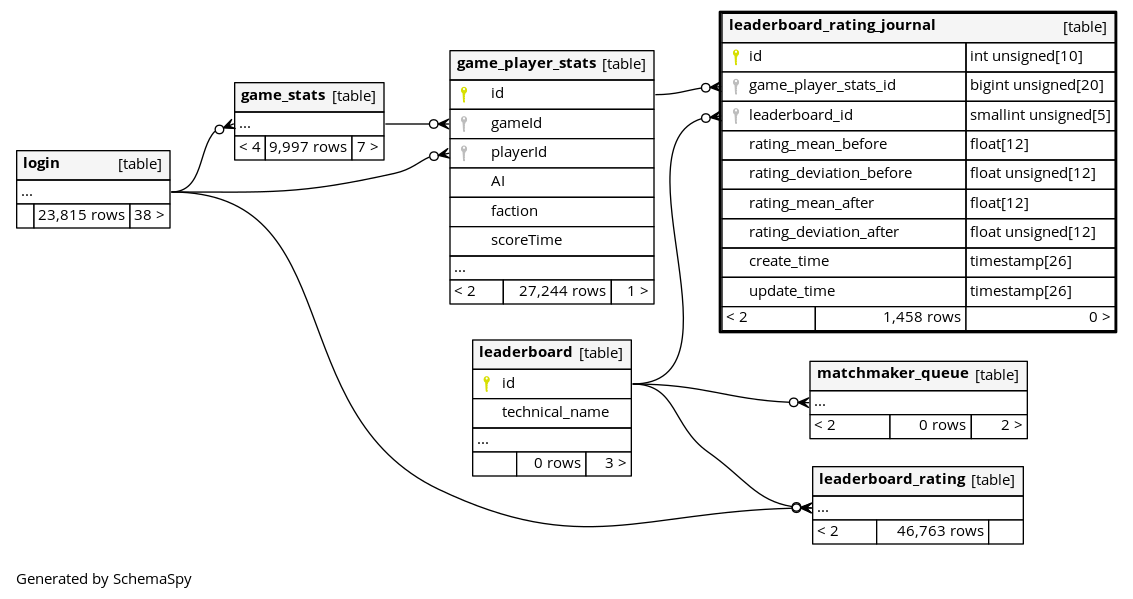 login [table]
...
23,815 rows 38 >
game_stats [table]
...
< 4 9,997 rows 7 >
game_player_stats [table]
id
gameId
playerId
AI
faction
scoreTime
...
< 2 27,244 rows 1 >
leaderboard_rating_journal [table]
id int unsigned[10]
game_player_stats_id bigint unsigned[20]
leaderboard_id smallint unsigned[5]
rating_mean_before float[12]
rating_deviation_before float unsigned[12]
rating_mean_after float[12]
rating_deviation_after float unsigned[12]
create_time timestamp[26]
update_time timestamp[26]
< 2 1,458 rows 0 >
leaderboard [table]
id
technical_name
...
0 rows 3 >
matchmaker_queue [table]
...
< 2 0 rows 2 >
leaderboard_rating [table]
...
< 2 46,763 rows
Generated by SchemaSpy